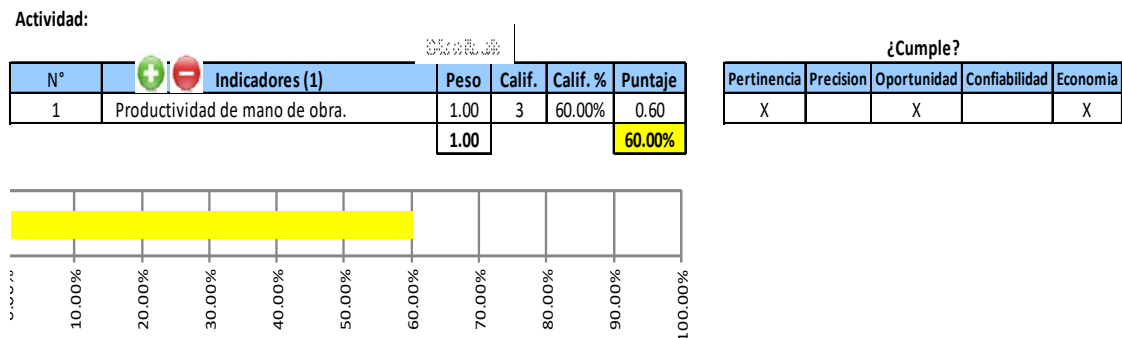 Actividad:
¿Cumple?
N° Indicadores (1) Peso Calif. Calif. % Puntaje Pertinencia Precision Oportunidad Confiabilidad Economia
1 Productividad de mano de obra. 1.00 3 60.00% 0.60 X X X
1.00 60.00%
10.00% 20.00% 30.00% 40.00% 50.00% 60.00% 70.00% 80.00% 90.00% 100.00%